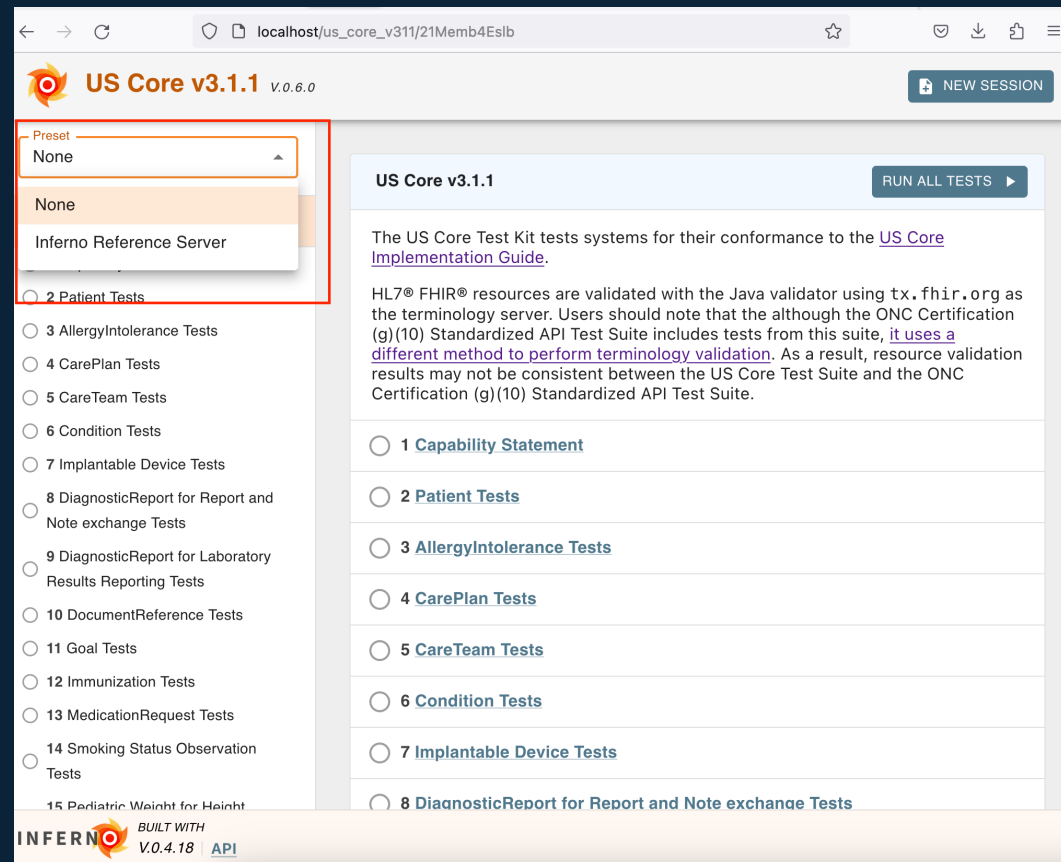 localhost/us_core_v311/21Memb4Eslb
US Core v3.1.1 V.0.6.0
NEW SESSION
Preset
None
None
Inferno Reference Server
2 Patient Tests
3 AllergyIntolerance Tests
4 CarePlan Tests
5 CareTeam Tests
6 Condition Tests
7 Implantable Device Tests
8 DiagnosticReport for Report and
Note exchange Tests
9 DiagnosticReport for Laboratory
Results Reporting Tests
10 DocumentReference Tests
11 Goal Tests
12 Immunization Tests
13 MedicationRequest Tests
14 Smoking Status Observation
Tests
15 Pediatric Weight for Height
US Core v3.1.1
RUN ALL TESTS
The US Core Test Kit tests systems for their conformance to the US Core
Implementation Guide.
HL7® FHIR® resources are validated with the Java validator using tx.fhir.org as
the terminology server. Users should note that the although the ONC Certification
(g)(10) Standardized API Test Suite includes tests from this suite, it uses a
different method to perform terminology validation. As a result, resource validation
results may not be consistent between the US Core Test Suite and the ONC
Certification (g)(10) Standardized API Test Suite.
1 Capability Statement
2 Patient Tests
3 AllergyIntolerance Tests
4 CarePlan Tests
5 CareTeam Tests
6 Condition Tests
7 Implantable Device Tests
8 DiagnosticReport for Report and Note exchange Tests
INFERNO
BUILT WITH
V.0.4.18 | API